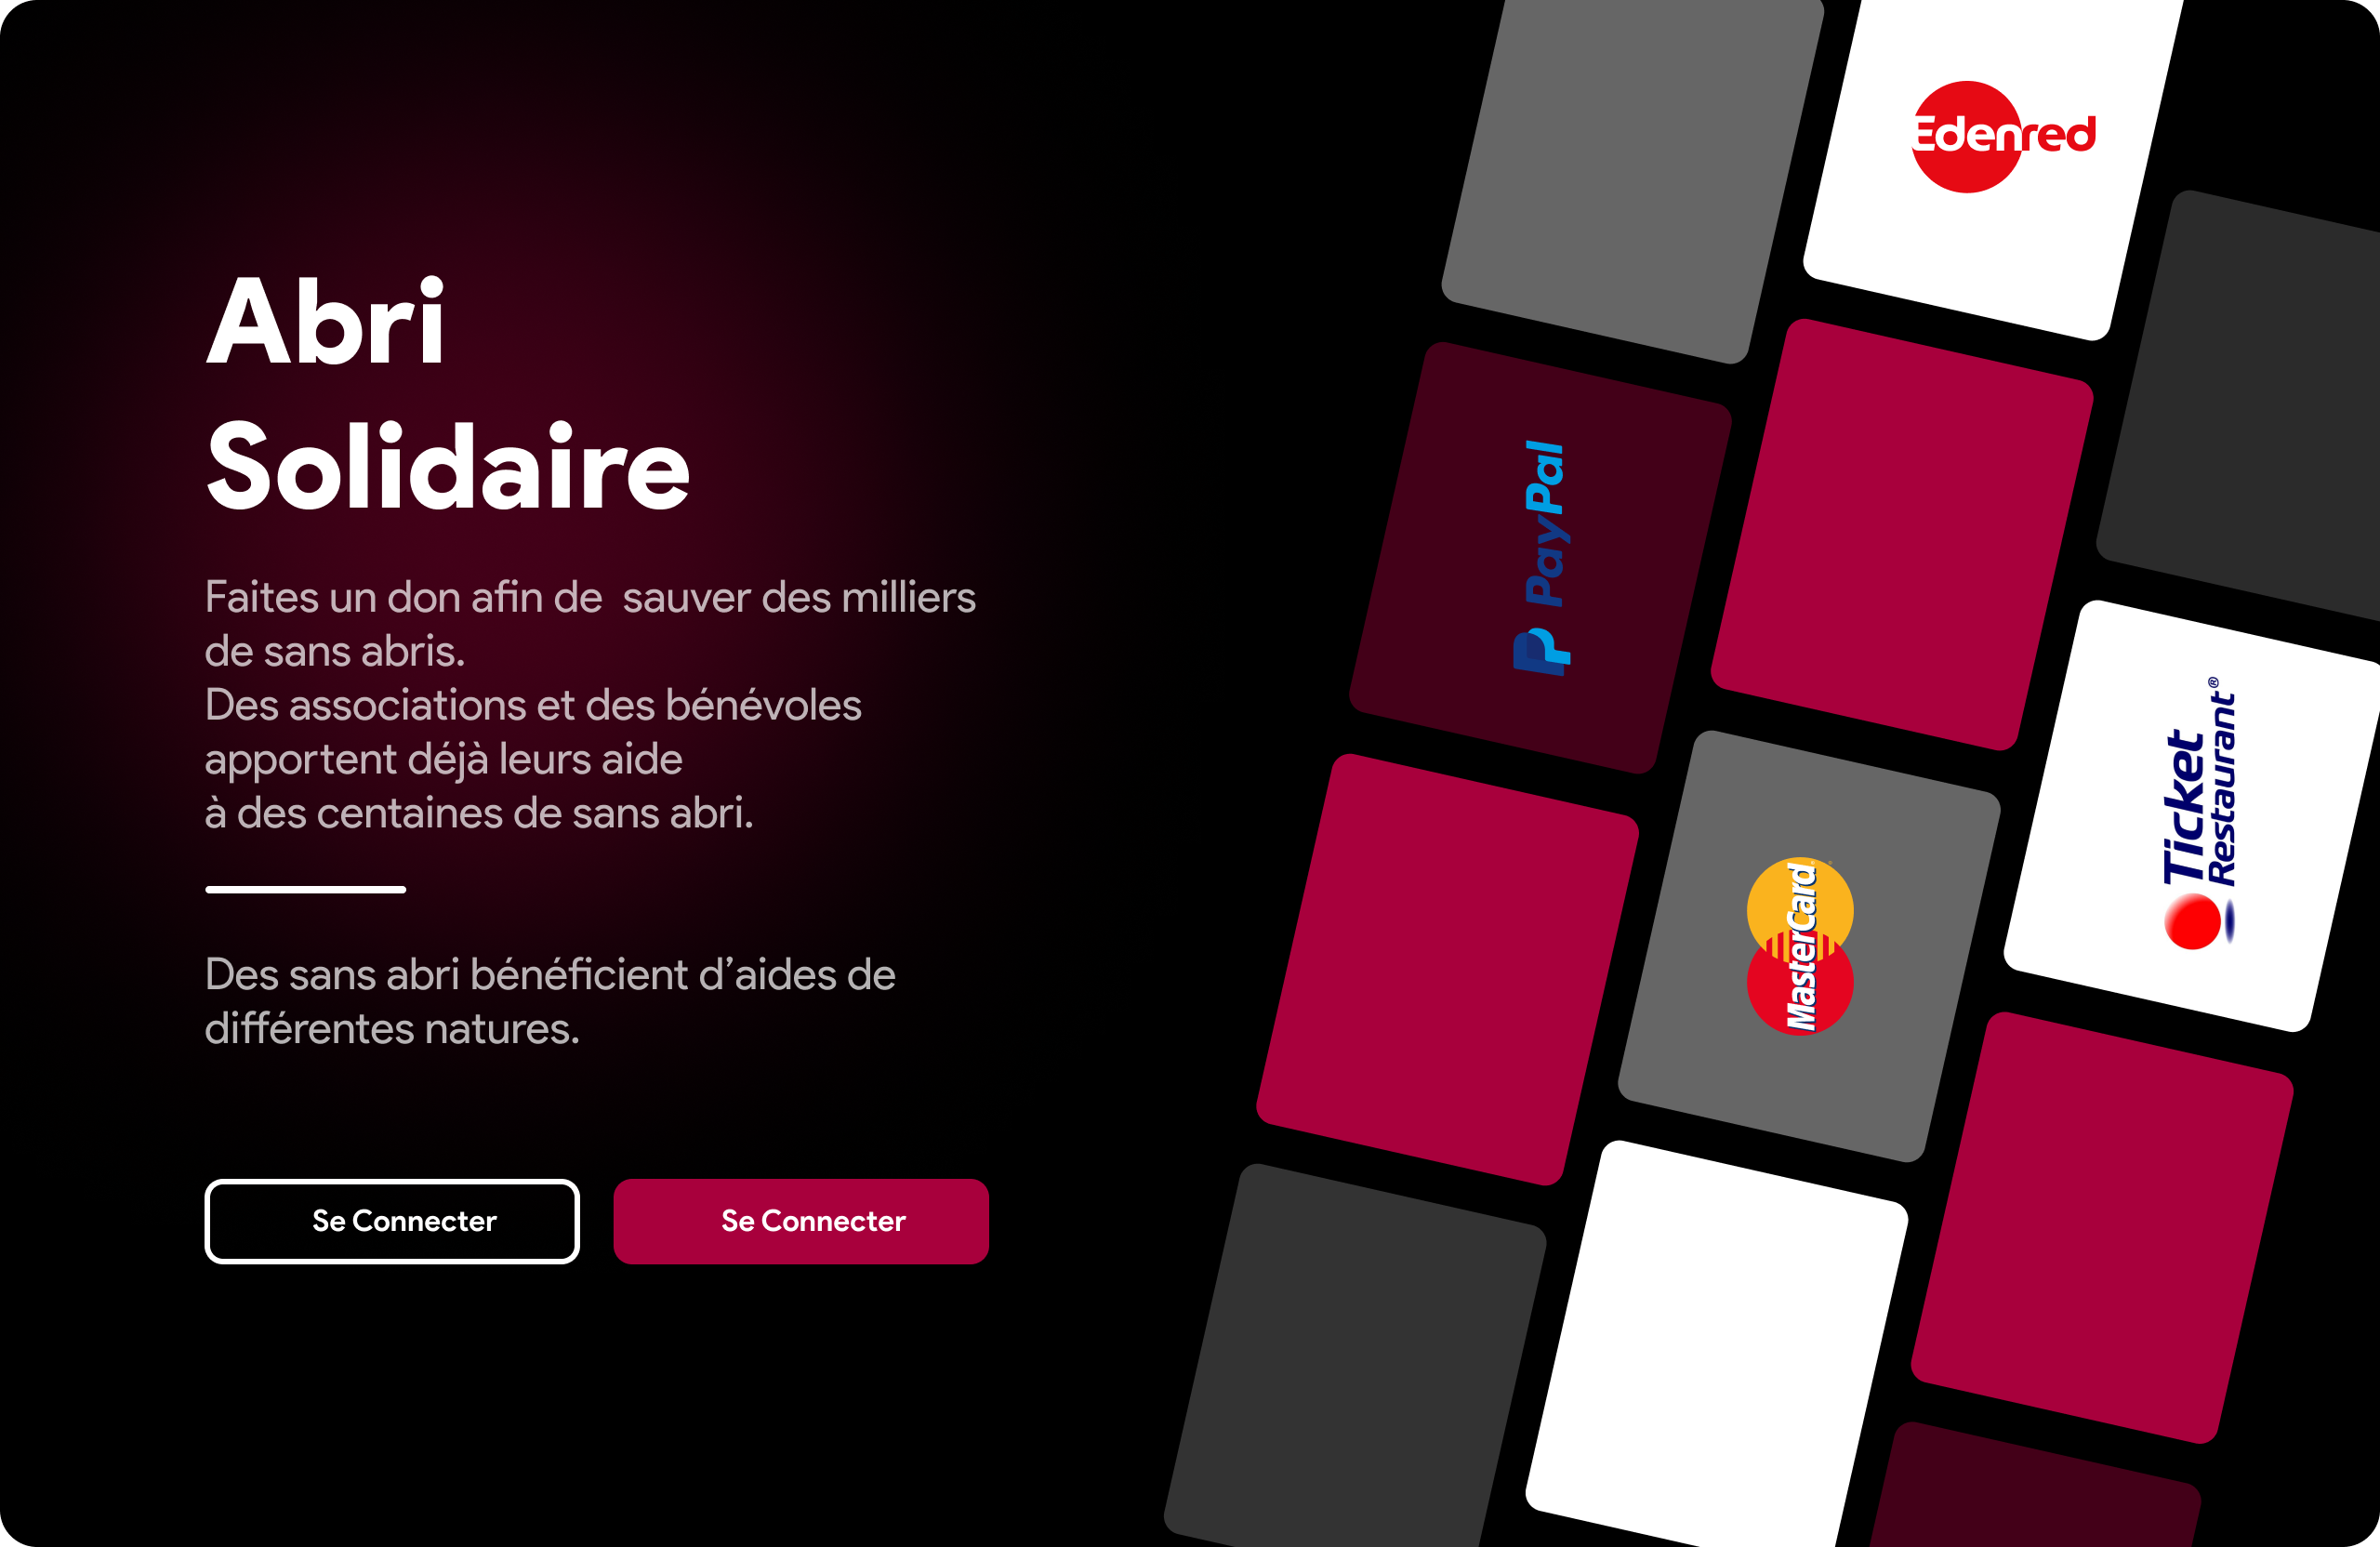 Abri
Solidaire
Faites un don afin de  sauver des milliers
de sans abris.
Des associations et des bénévoles
apportent déjà leurs aide
à des centaines de sans abri.
Des sans abri bénéficient d'aides de
différentes natures.
Se Connecter
Se Connecter
Edenred
PayPal
MasterCard
Ticket
Restaurant®